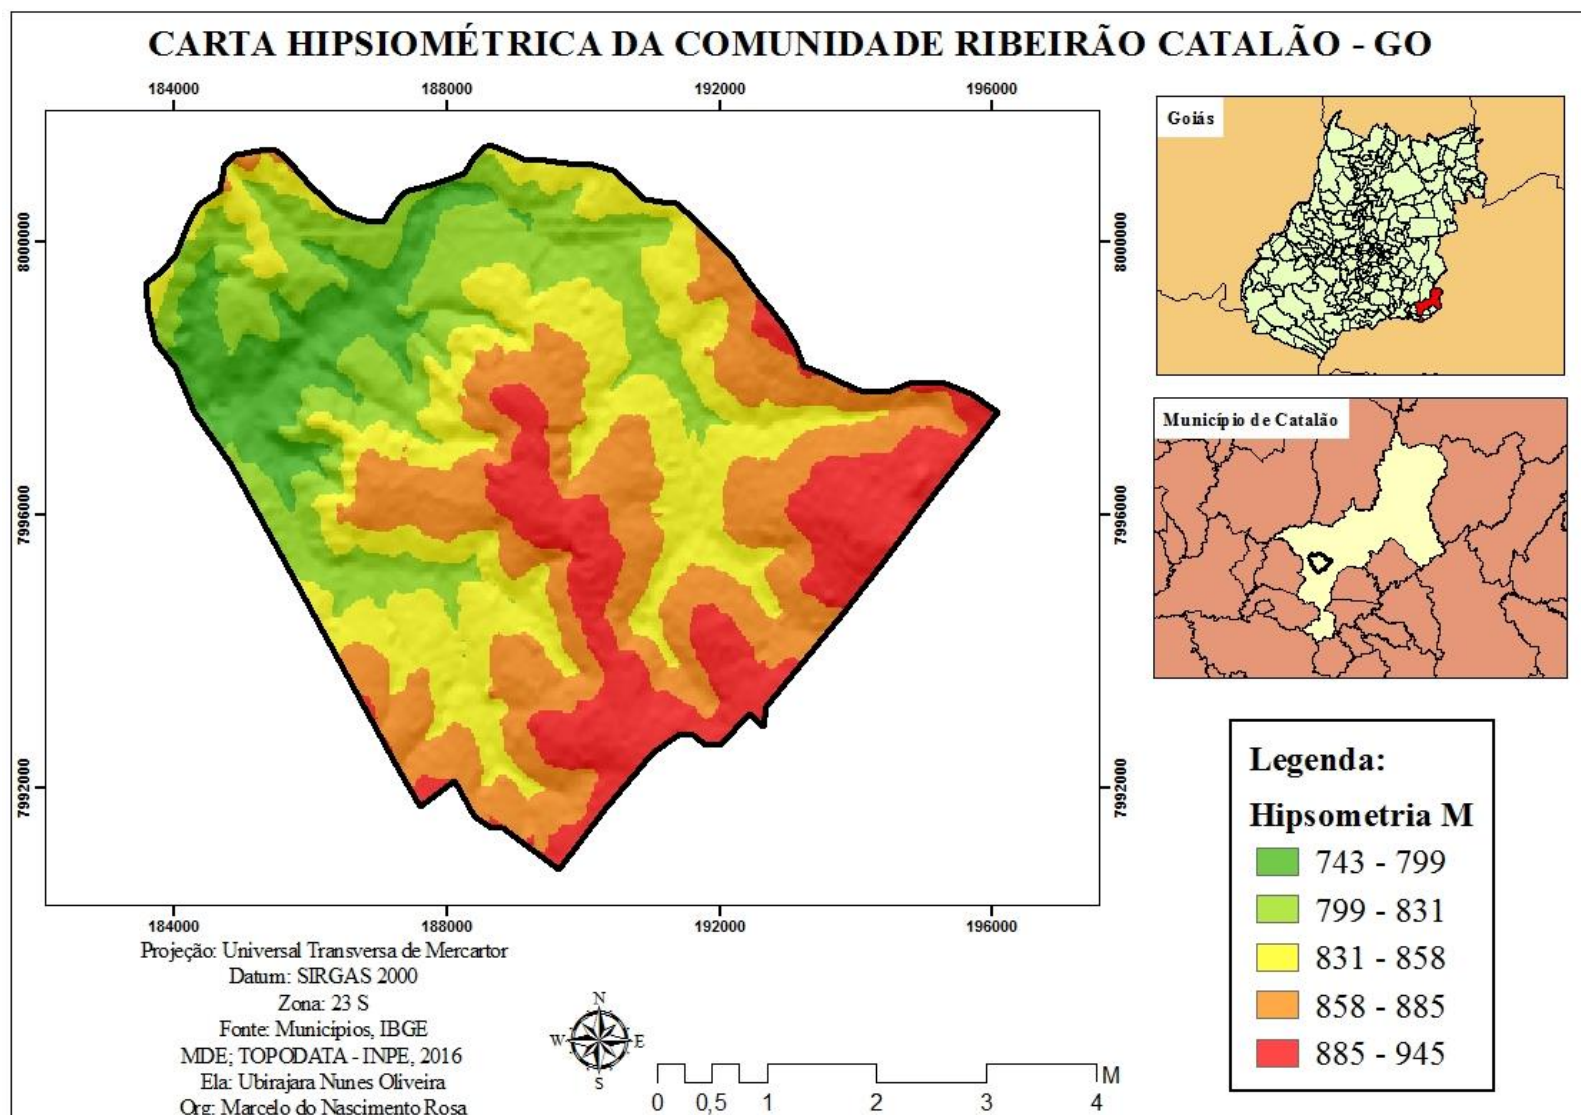 CARTA HIPSIOMÉTRICA DA COMUNIDADE RIBEIRÃO CATALÃO - GO
184000
188000
192000
196000
8000000
7996000
7992000
8000000
7996000
7992000
184000
188000
192000
196000
Goiás
Município de Catalão
Legenda:
Hipsometria M
743 - 799
799 - 831
831 - 858
858 - 885
885 - 945
Projeção: Universal Transversa de Mercartor
Datum: SIRGAS 2000
Zona: 23 S
Fonte: Municípios, IBGE
MDE; TOPODATA - INPE, 2016
Ela: Ubirajara Nunes Oliveira
Org: Marcelo do Nascimento Rosa
N
W E
S
M
0 0,5 1 2 3 4